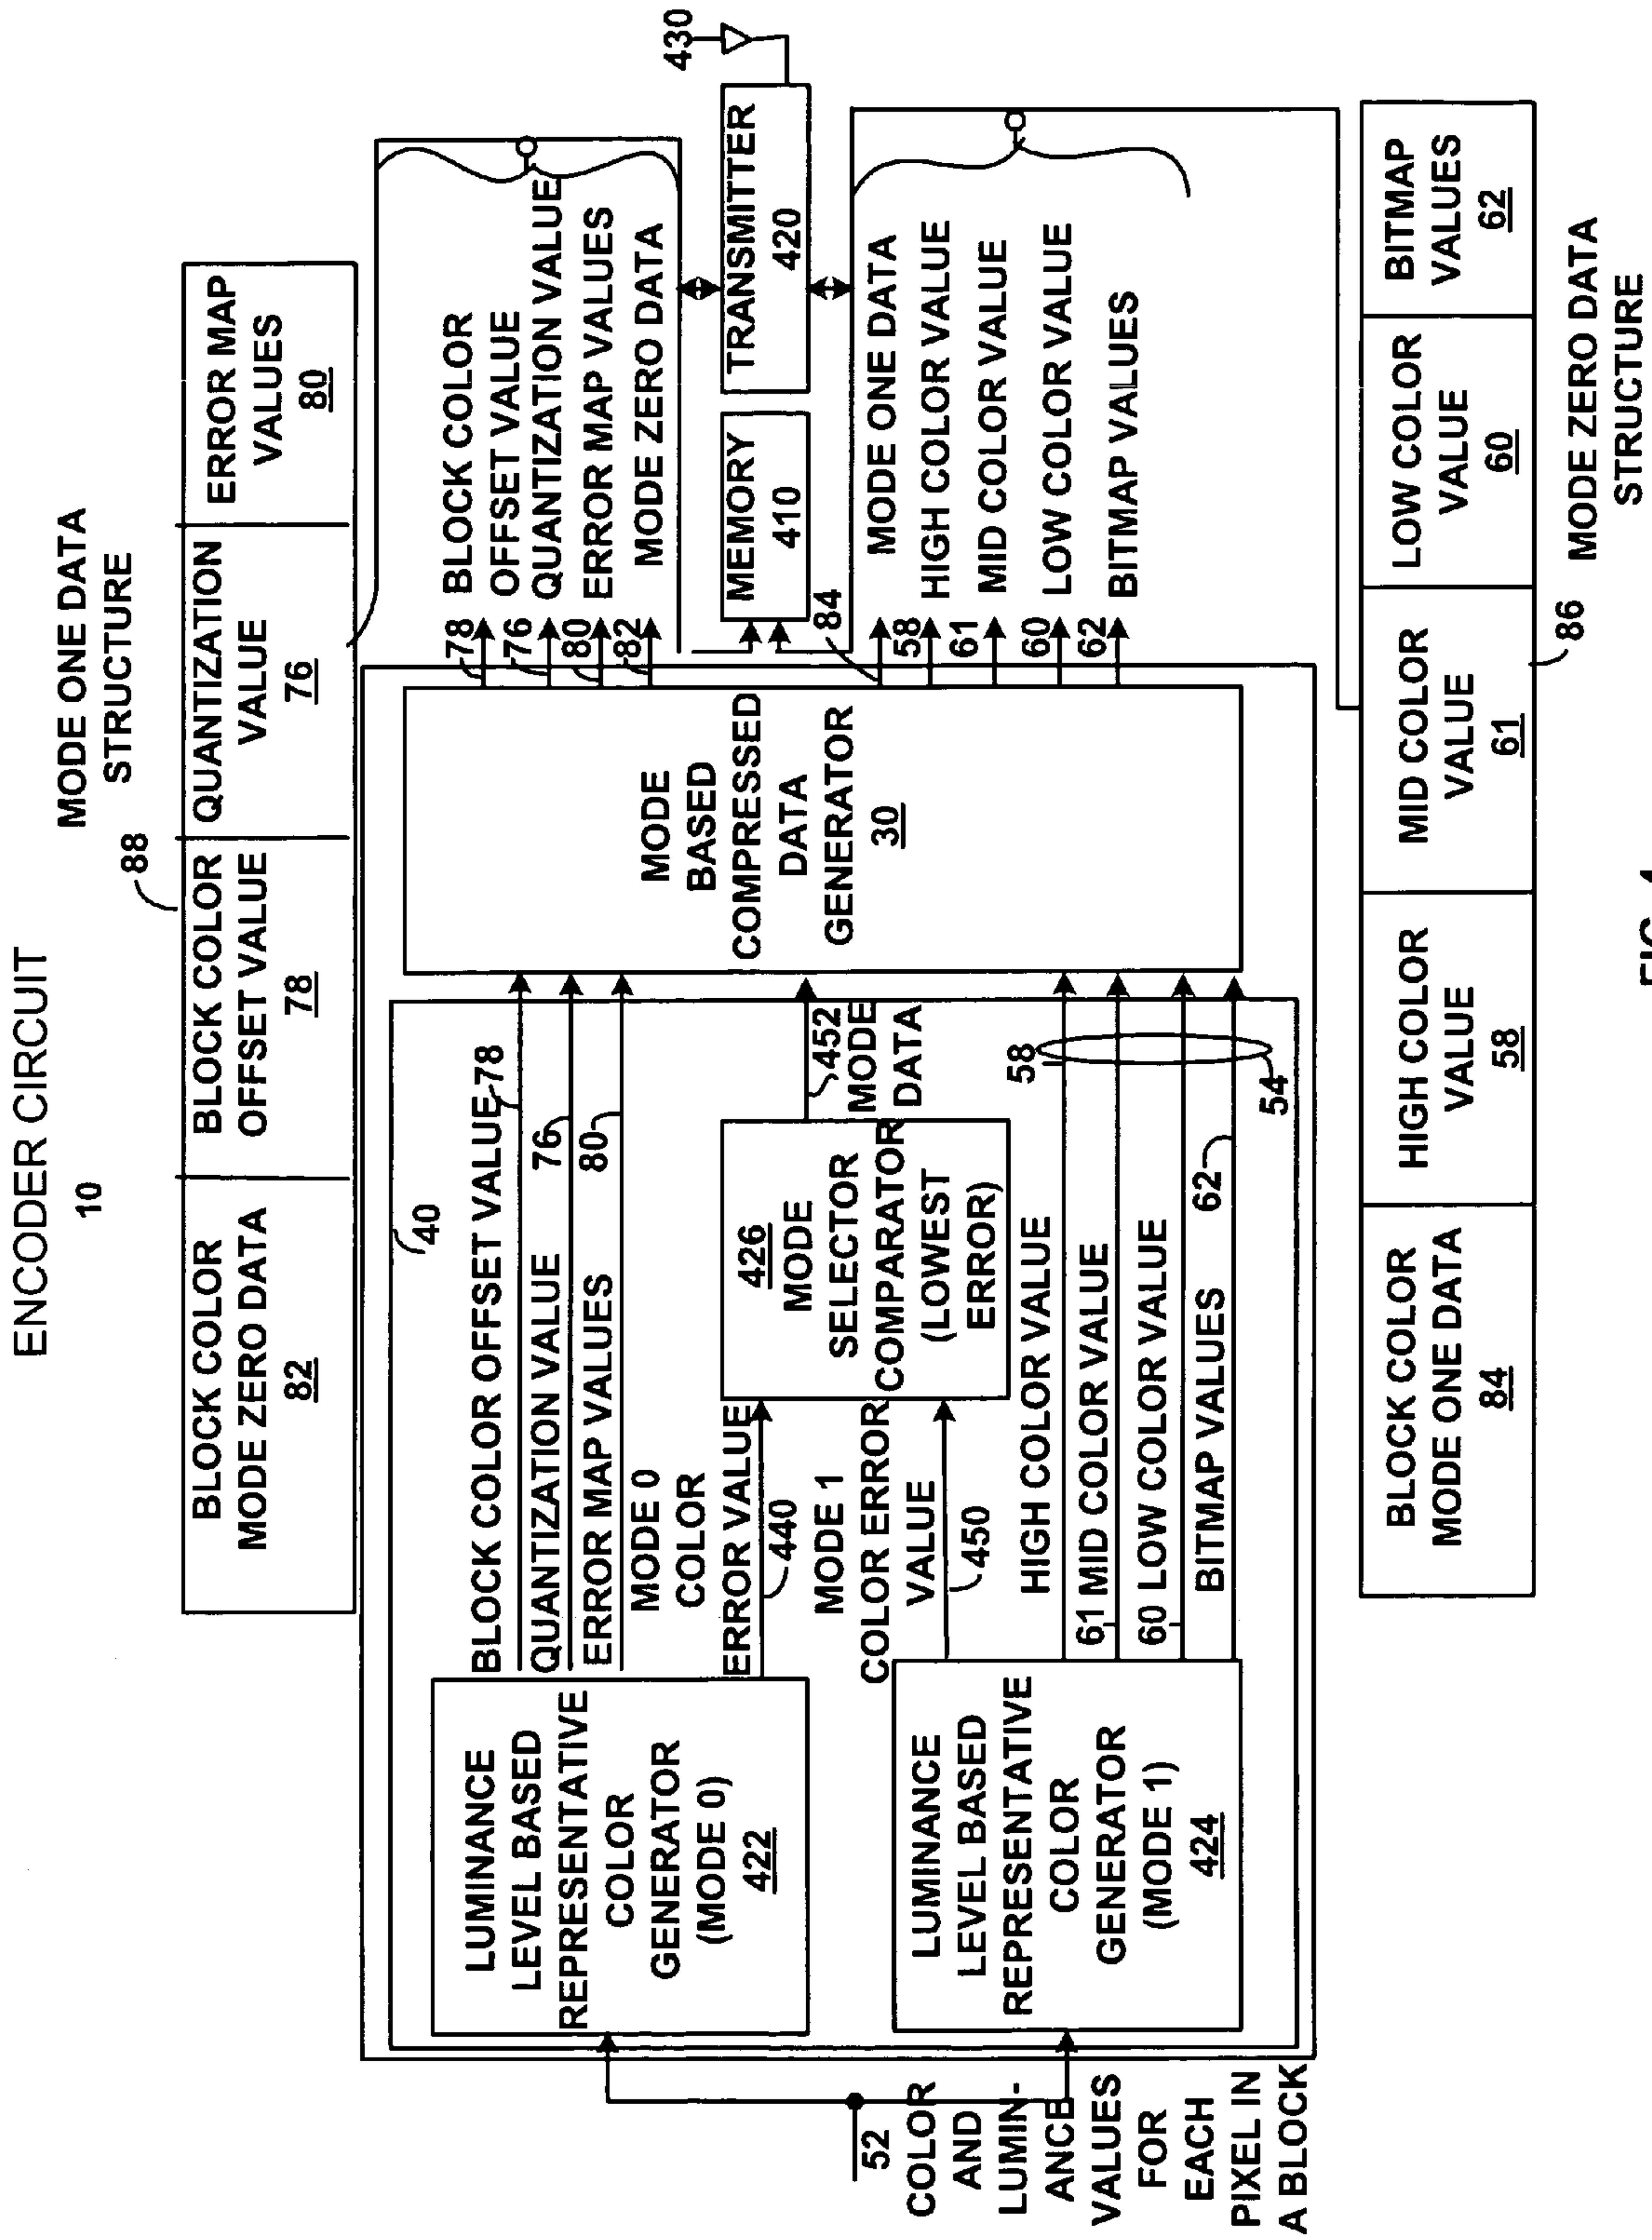 ENCODER CIRCUIT
10
MODE ONE DATA
STRUCTURE
88
BLOCK COLOR
MODE ZERO DATA
82
BLOCK COLOR
OFFSET VALUE
78
QUANTIZATION
VALUE
76
ERROR MAP
VALUES
80
40
BLOCK COLOR OFFSET VALUE
78
QUANTIZATION VALUE
76
ERROR MAP VALUES
80
LUMINANCE
LEVEL BASED
REPRESENTATIVE
COLOR
GENERATOR
(MODE 0)
422
MODE 0
COLOR
ERROR VALUE
440
MODE 1
COLOR ERROR
VALUE
450
426
MODE
SELECTOR
COMPARATOR
(LOWEST
ERROR)
452
MODE
DATA
LUMINANCE
LEVEL BASED
REPRESENTATIVE
COLOR
GENERATOR
(MODE 1)
424
HIGH COLOR VALUE
58
61 MID COLOR VALUE
60 LOW COLOR VALUE
BITMAP VALUES
62
54
52
COLOR
AND
LUMIN-
ANCE
VALUES
FOR
EACH
PIXEL IN
A BLOCK
MODE
BASED
COMPRESSED
DATA
GENERATOR
30
78
BLOCK COLOR
OFFSET VALUE
76
QUANTIZATION VALUE
80
ERROR MAP VALUES
82
MODE ZERO DATA
MEMORY
410
TRANSMITTER
420
430
84
MODE ONE DATA
58
HIGH COLOR VALUE
61
MID COLOR VALUE
60
LOW COLOR VALUE
62
BITMAP VALUES
BLOCK COLOR
MODE ONE DATA
84
HIGH COLOR
VALUE
58
MID COLOR
VALUE
61
LOW COLOR
VALUE
60
BITMAP
VALUES
62
86
MODE ZERO DATA
STRUCTURE